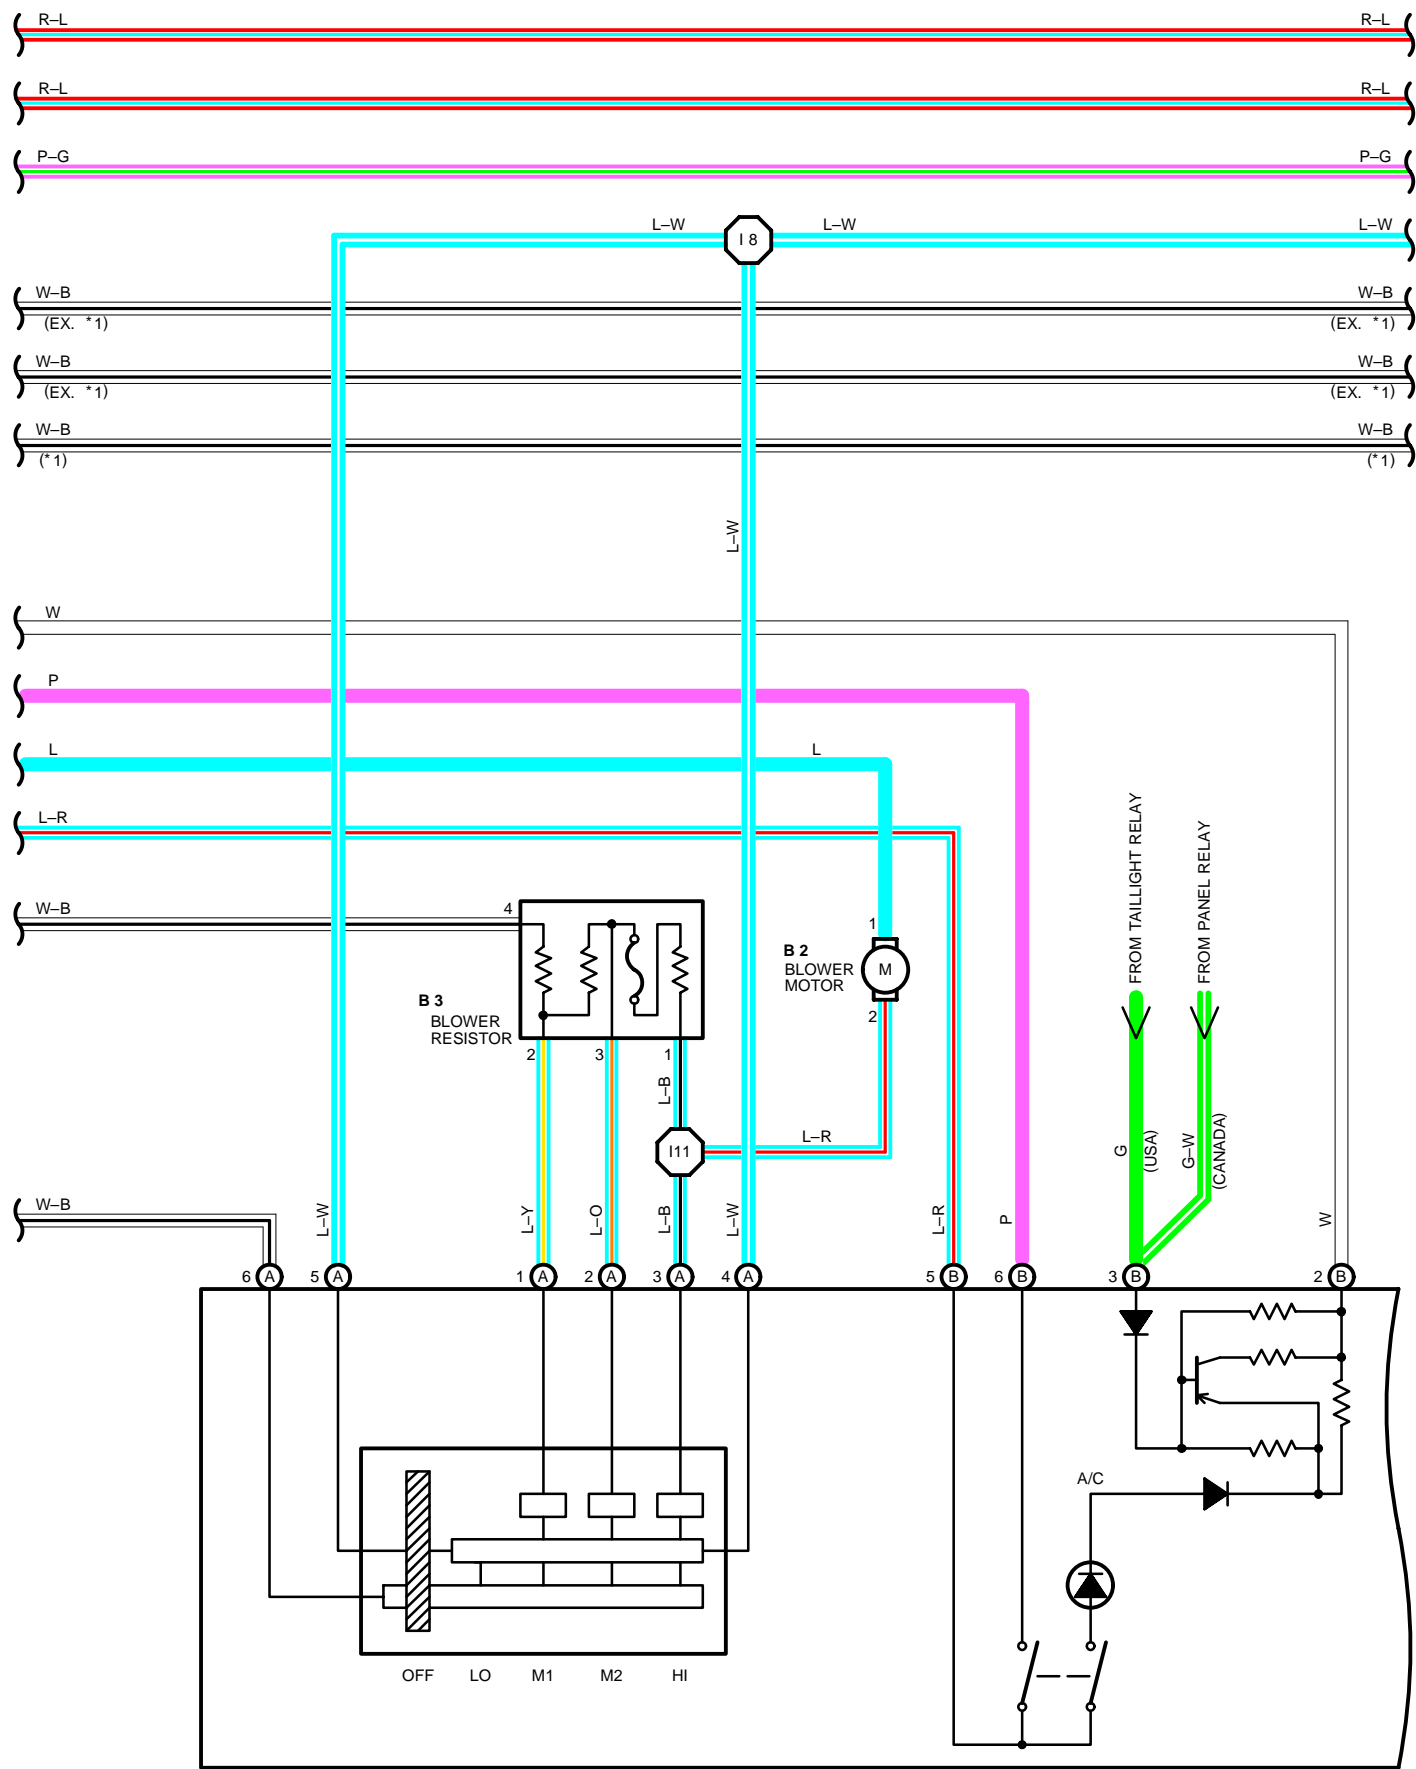 R–L R–L
R–L R–L
P–G P–G
L–W L–W L–W
I 8
W–B W–B
(EX. *1) (EX. *1)
W–B W–B
(EX. *1) (EX. *1)
W–B W–B
(*1) (*1)
L–W
W
P
L L
L–R
FROM TAILLIGHT RELAY
FROM PANEL RELAY
W–B 4
1
B 2
BLOWER
MOTOR
M
2
B 3
BLOWER
RESISTOR
2 3 1
L–B
I11
L–R
G
(USA)
G–W
(CANADA)
W–B
L–W
L–Y
L–O
L–B
L–W
L–R
P
W
6 A 5 A 1 A 2 A 3 A 4 A 5 B 6 B 3 B 2 B
A/C
OFF LO M1 M2 HI